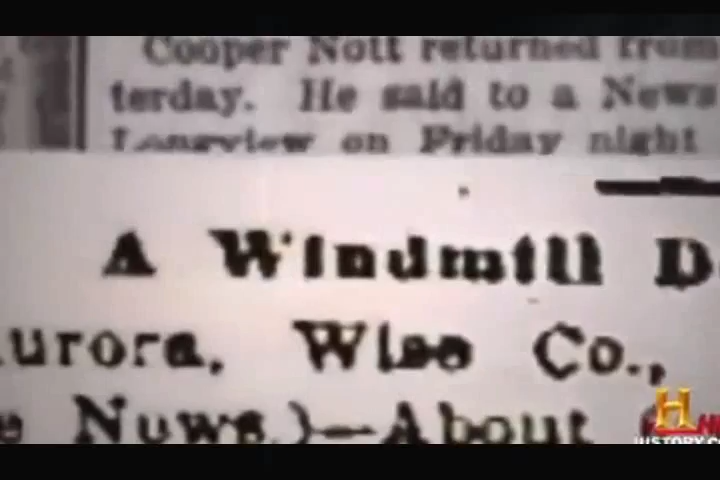 Cooper Nott returned from
terday. He said to a News
Longview on Friday night
A Windmill D
urora, Wise Co.,
e Nuws.)—About
H
HISTORY.C